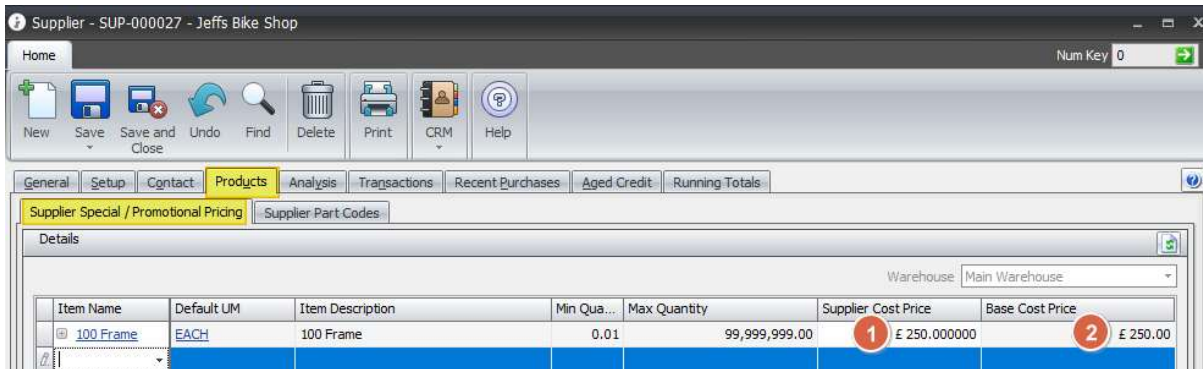 Supplier - SUP-000027 - Jeffs Bike Shop
Home
Num Key 0
New Save Save and Close Undo Find Delete Print CRM Help
General Setup Contact Products Analysis Transactions Recent Purchases Aged Credit Running Totals
Supplier Special / Promotional Pricing Supplier Part Codes
Details
Warehouse Main Warehouse
Item Name Default UM Item Description Min Qua... Max Quantity Supplier Cost Price Base Cost Price
100 Frame EACH 100 Frame 0.01 99,999,999.00 1 £ 250.000000 2 £ 250.00